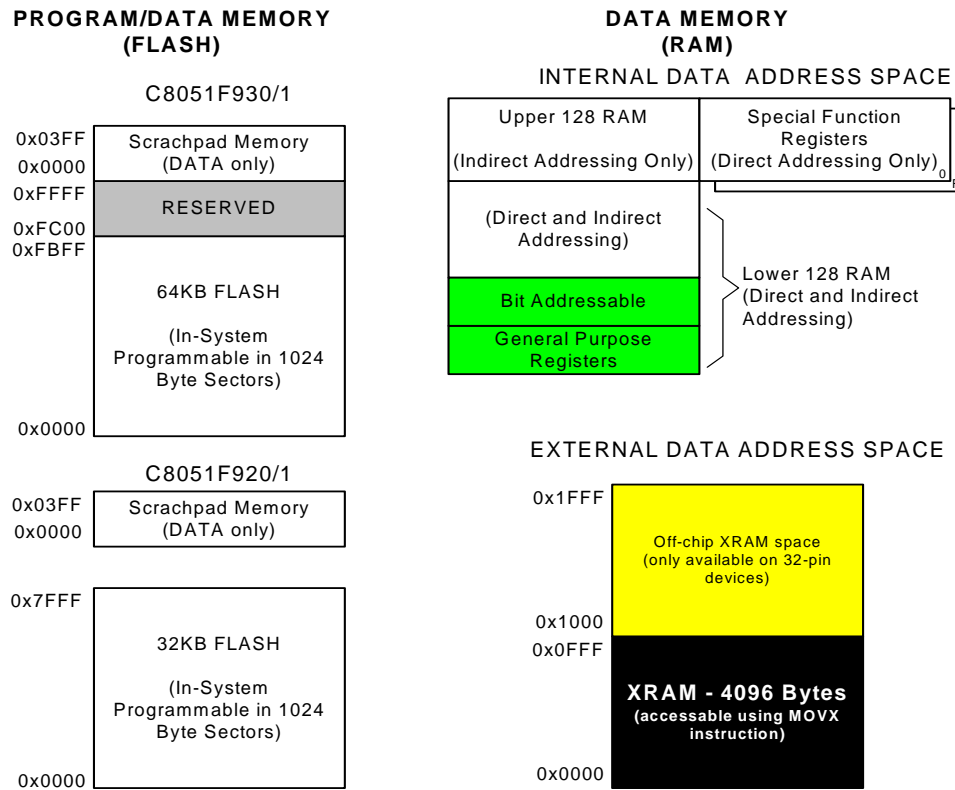 PROGRAM/DATA MEMORY
(FLASH)
C8051F930/1
0x03FF
Scrachpad Memory
(DATA only)
0x0000
0xFFFF
RESERVED
0xFC00
0xFBFF
64KB FLASH
(In-System
Programmable in 1024
Byte Sectors)
0x0000
C8051F920/1
0x03FF
Scrachpad Memory
(DATA only)
0x0000
0x7FFF
32KB FLASH
(In-System
Programmable in 1024
Byte Sectors)
0x0000
DATA MEMORY
(RAM)
INTERNAL DATA ADDRESS SPACE
Upper 128 RAM
(Indirect Addressing Only)
Special Function
Registers
(Direct Addressing Only)
0
(Direct and Indirect
Addressing)
Bit Addressable
General Purpose
Registers
Lower 128 RAM
(Direct and Indirect
Addressing)
EXTERNAL DATA ADDRESS SPACE
0x1FFF
Off-chip XRAM space
(only available on 32-pin
devices)
0x1000
0x0FFF
XRAM - 4096 Bytes
(accessable using MOVX
instruction)
0x0000